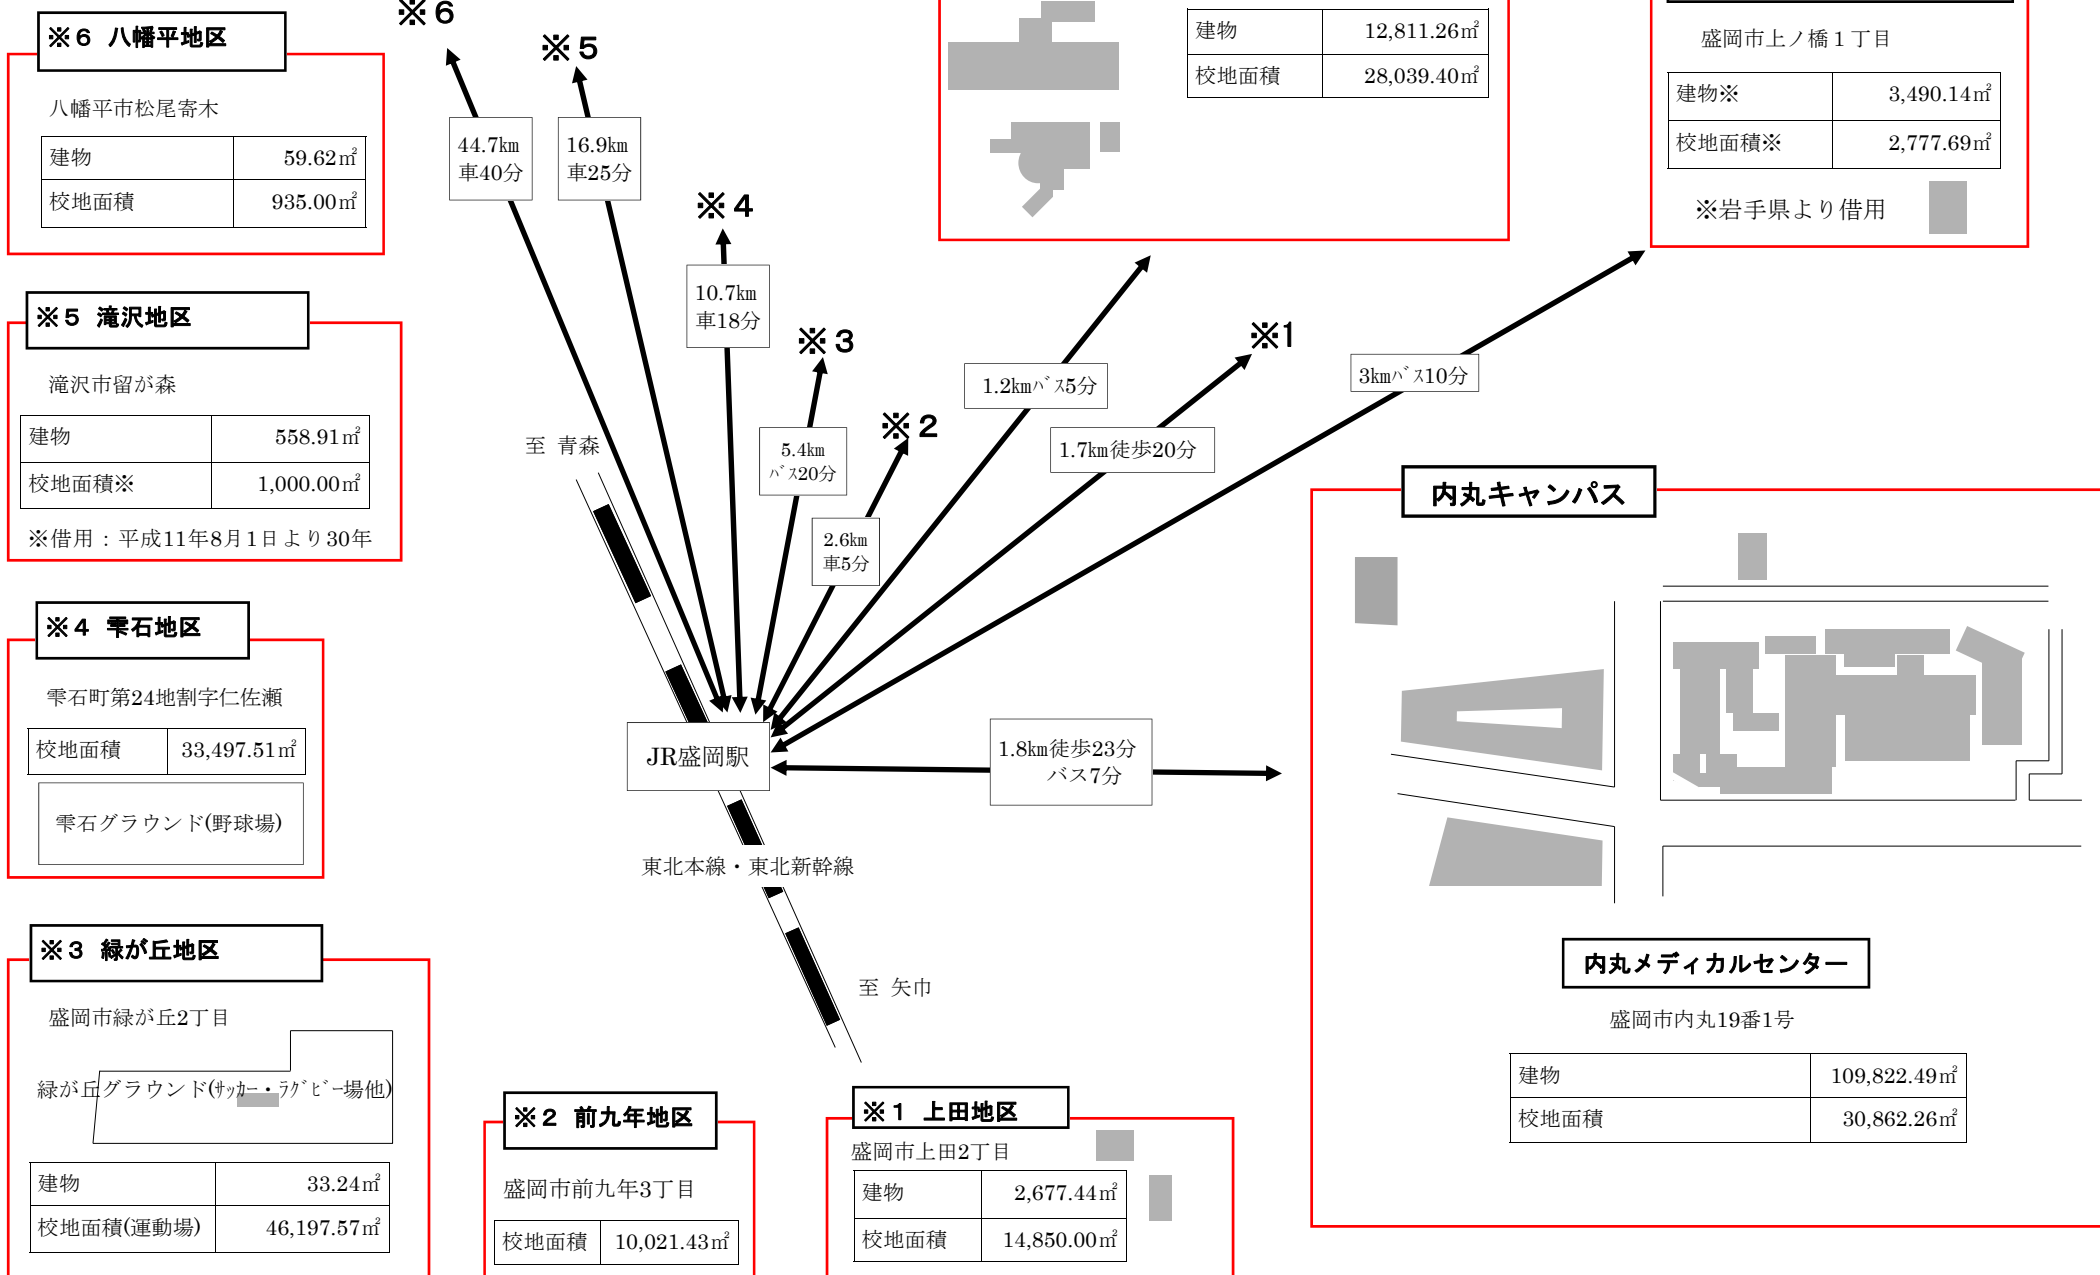 ※６ 八幡平地区
八幡平市松尾寄木
建物 59.62㎡
校地面積 935.00㎡
※５ 滝沢地区
滝沢市留が森
建物 558.91㎡
校地面積※ 1,000.00㎡
※借用：平成11年8月1日より30年
※４ 雫石地区
雫石町第24地割字仁佐瀬
校地面積 33,497.51㎡
雫石グラウンド(野球場)
※３ 緑が丘地区
盛岡市緑が丘2丁目
緑が丘グラウンド(ｻｯｶｰ・ﾗｸﾞﾋﾞｰ場他)
建物 33.24㎡
校地面積(運動場) 46,197.57㎡
※６
※５
※４
※３
※２
※1
44.7km
車40分
16.9km
車25分
10.7km
車18分
5.4km
ﾊﾞｽ20分
2.6km
車5分
1.2kmﾊﾞｽ5分
1.7km徒歩20分
3kmﾊﾞｽ10分
1.8km徒歩23分
バス7分
至 青森
JR盛岡駅
東北本線・東北新幹線
至 矢巾
建物 12,811.26㎡
校地面積 28,039.40㎡
盛岡市上ノ橋１丁目
建物※ 3,490.14㎡
校地面積※ 2,777.69㎡
※岩手県より借用
内丸キャンパス
内丸メディカルセンター
盛岡市内丸19番1号
建物 109,822.49㎡
校地面積 30,862.26㎡
※２ 前九年地区
盛岡市前九年3丁目
校地面積 10,021.43㎡
※１ 上田地区
盛岡市上田2丁目
建物 2,677.44㎡
校地面積 14,850.00㎡